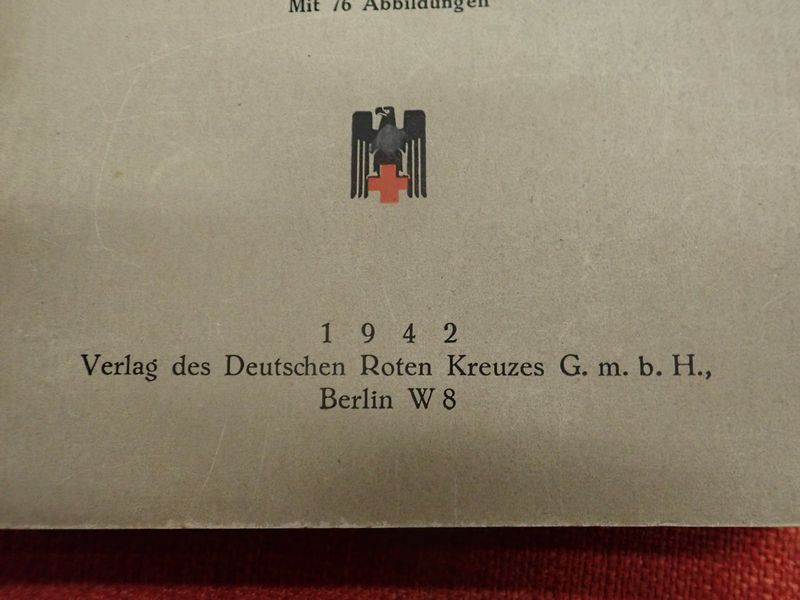 Mit 76 Abbildungen
1 9 4 2
Verlag des Deutschen Roten Kreuzes G. m. b. H.,
Berlin W 8